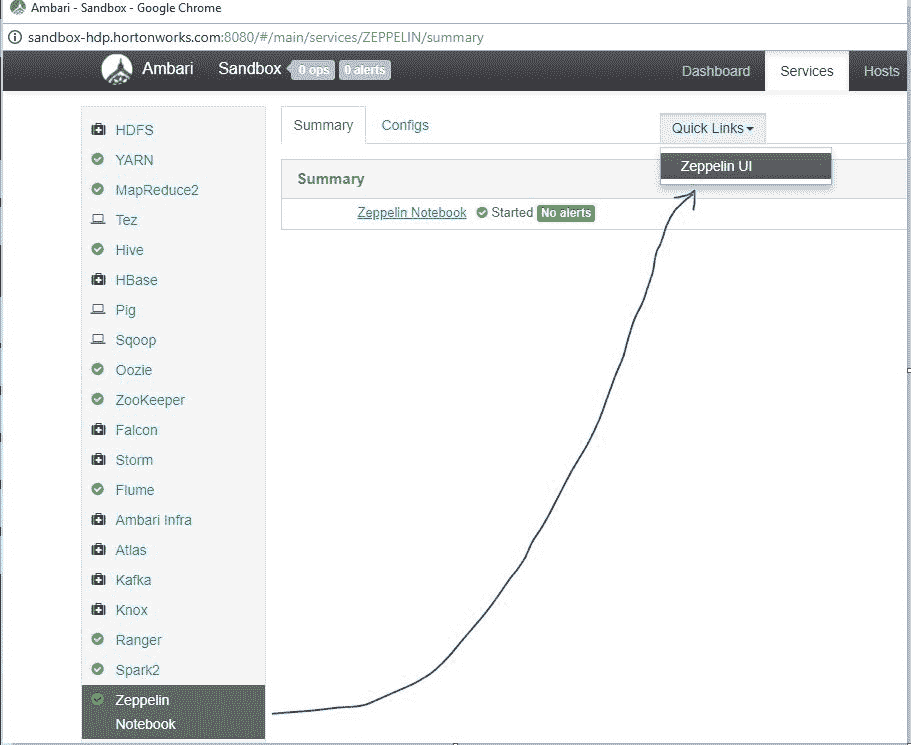 Ambari - Sandbox - Google Chrome
sandbox-hdp.hortonworks.com:8080/#/main/services/ZEPPELIN/summary
Ambari Sandbox 0 ops 0 alerts Dashboard Services Hosts
HDFS
YARN
MapReduce2
Tez
Hive
HBase
Pig
Sqoop
Oozie
ZooKeeper
Falcon
Storm
Flume
Ambari Infra
Atlas
Kafka
Knox
Ranger
Spark2
Zeppelin
Notebook
Summary Configs Quick Links
Zeppelin UI
Summary
Zeppelin Notebook Started No alerts